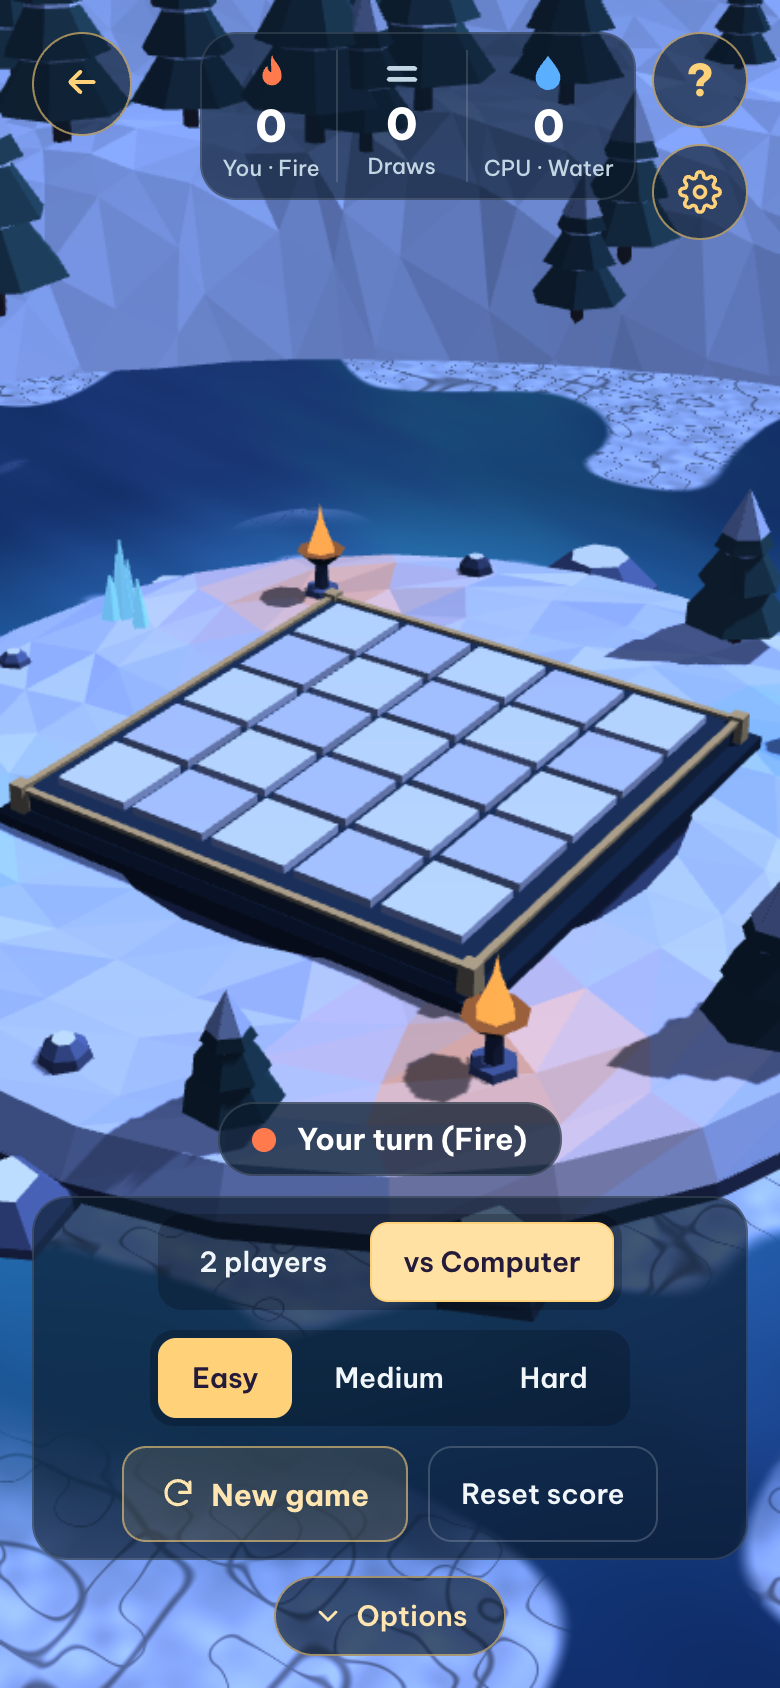 ?
0
0
0
You · Fire
Draws
CPU · Water
Your turn (Fire)
2 players
vs Computer
Easy
Medium
Hard
New game
Reset score
Options